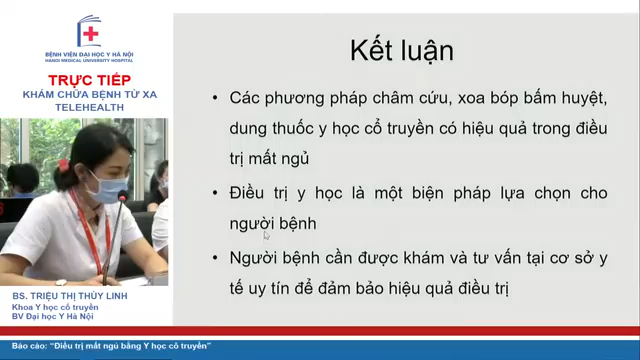 BỆNH VIỆN ĐẠI HỌC Y HÀ NỘI
HANOI MEDICAL UNIVERSITY HOSPITAL
TRỰC TIẾP
KHÁM CHỮA BỆNH TỪ XA
TELEHEALTH
BS. TRIỆU THỊ THÙY LINH
Khoa Y học cổ truyền
BV Đại học Y Hà Nội
Kết luận
• Các phương pháp châm cứu, xoa bóp bấm huyệt,
dung thuốc y học cổ truyền có hiệu quả trong điều
trị mất ngủ
• Điều trị y học là một biện pháp lựa chọn cho
người bệnh
• Người bệnh cần được khám và tư vấn tại cơ sở y
tế uy tín để đảm bảo hiệu quả điều trị
Báo cáo: “Điều trị mất ngủ bằng Y học cổ truyền”